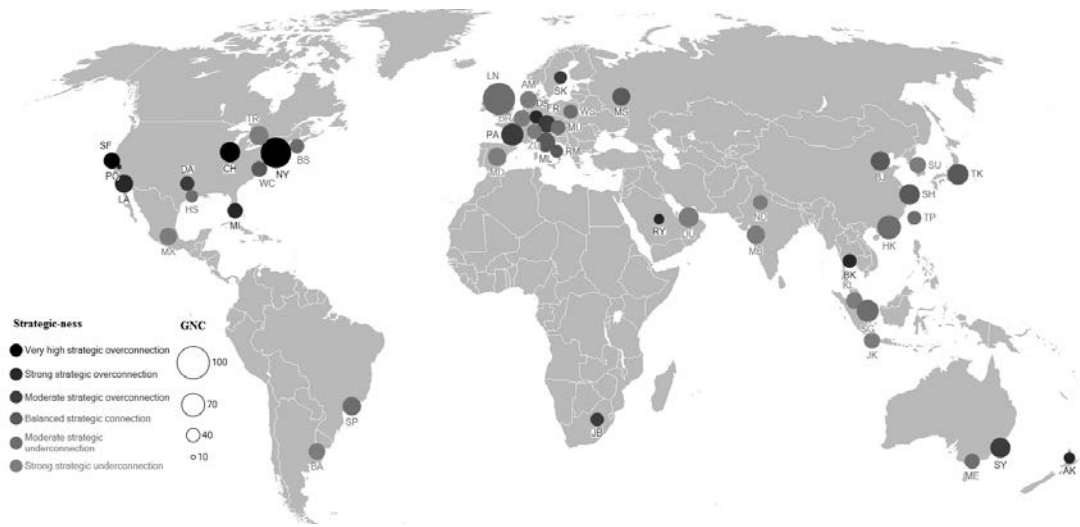 LN
AM
SK
DS
FR
BR
WS
MS
PA
MU
ZU
ML
RM
MD
TR
SF
PO
LA
DA
HS
CH
WC
NY
BS
MI
MX
RY
DU
ND
MB
BJ
SU
TK
SH
TP
HK
BK
KL
SG
JK
SP
BA
JB
ME
SY
AK
Strategic-ness
GNC
Very high strategic overconnection
Strong strategic overconnection
Moderate strategic overconnection
Balanced strategic connection
Moderate strategic
underconnection
Strong strategic underconnection
100
70
40
10